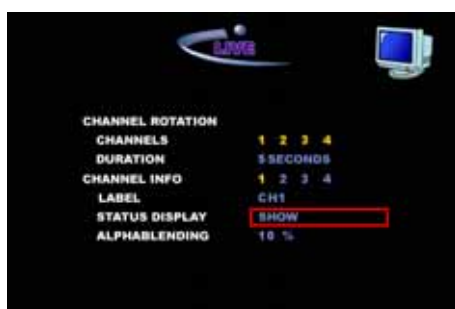 LIVE
CHANNEL ROTATION
CHANNELS 1 2 3 4
DURATION 5 SECONDS
CHANNEL INFO 1 2 3 4
LABEL CH1
STATUS DISPLAY SHOW
ALPHABLENDING 10 %